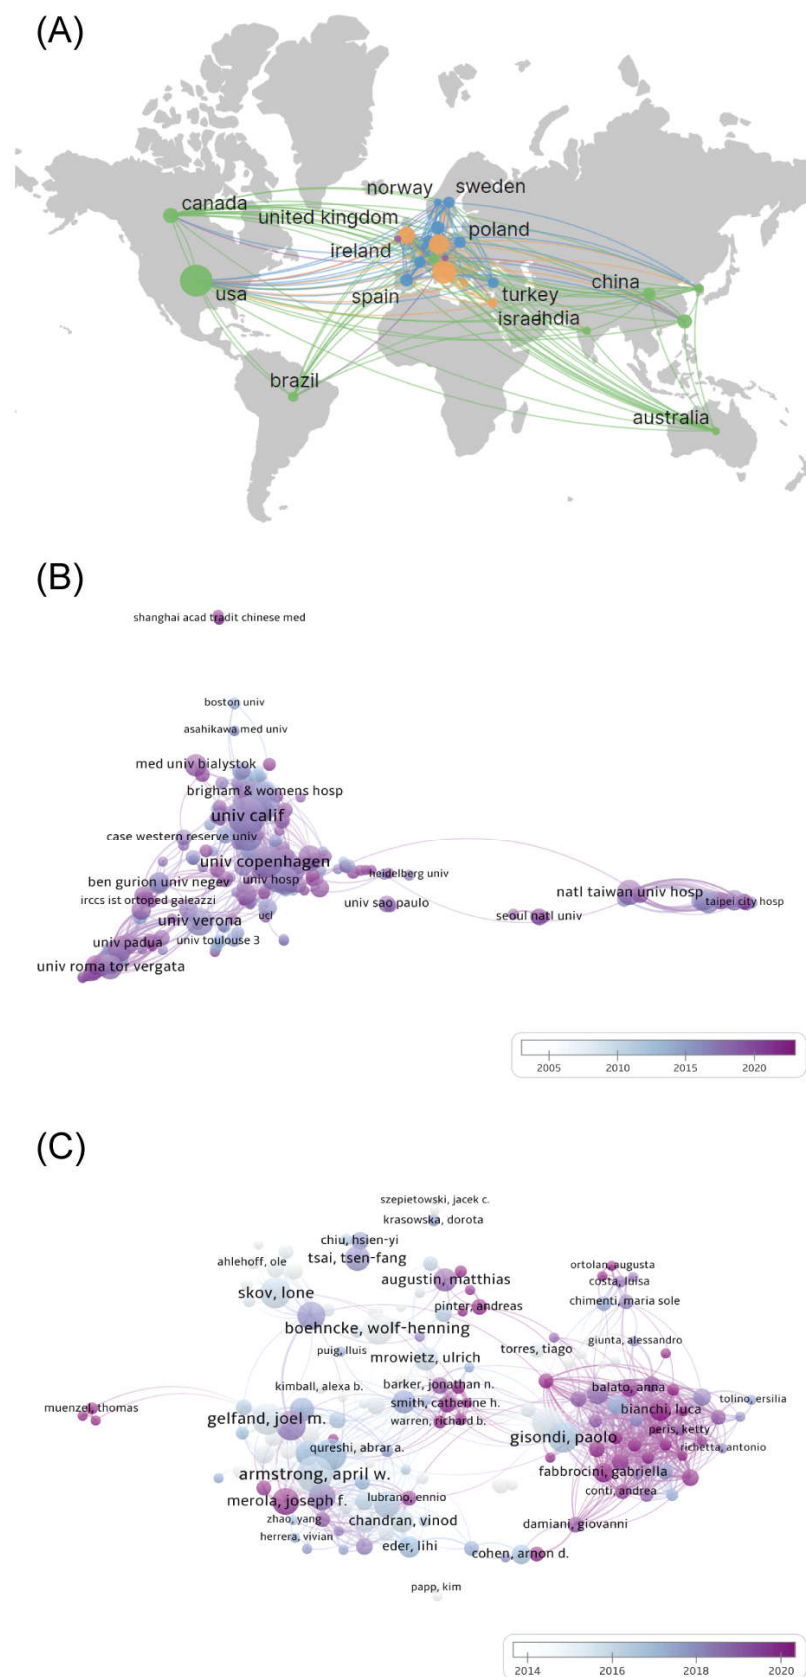 (A)
norway
sweden
canada
united kingdom
poland
ireland
china
usa
spain
turkey
israel
india
brazil
australia
(B)
shanghai acad tradit chinese med
boston univ
asahikawa med univ
med univ bialystok
brigham & womens hosp
univ calif
case western reserve univ
univ copenhagen
heidelberg univ
ben gurion univ negev
univ hosp
natl taiwan univ hosp
irccs ist ortoped galeazzi
taipei city hosp
univ sao paulo
ucl
seoul natl univ
univ verona
univ padua
univ toulouse 3
univ roma tor vergata
2005
2010
2015
2020
(C)
szepietowski, jacek c.
krasowska, dorota
chiu, hsien-yi
tsai, tsen-fang
ahlehoff, ole
ortolan, augusta
augustin, matthias
costa, luisa
skov, lone
chimenti, maria sole
pinter, andreas
boehncke, wolf-henning
giunta, alessandro
torres, tiago
puig, lluis
mrowietz, ulrich
barker, jonathan n.
kimball, alexa b.
balato, anna
smith, catherine h.
tolino, ersilia
muenzel, thomas
bianchi, luca
gelfand, joel m.
warren, richard b.
peris, ketty
gisondi, paolo
qureshi, abrar a.
richetta, antonio
armstrong, april w.
fabbrocini, gabriella
conti, andrea
lubrano, ennio
merola, joseph f.
zhao, yang
chandran, vinod
damiani, giovanni
herrera, vivian
eder, lihi
cohen, arnon d.
papp, kim
2014
2016
2018
2020